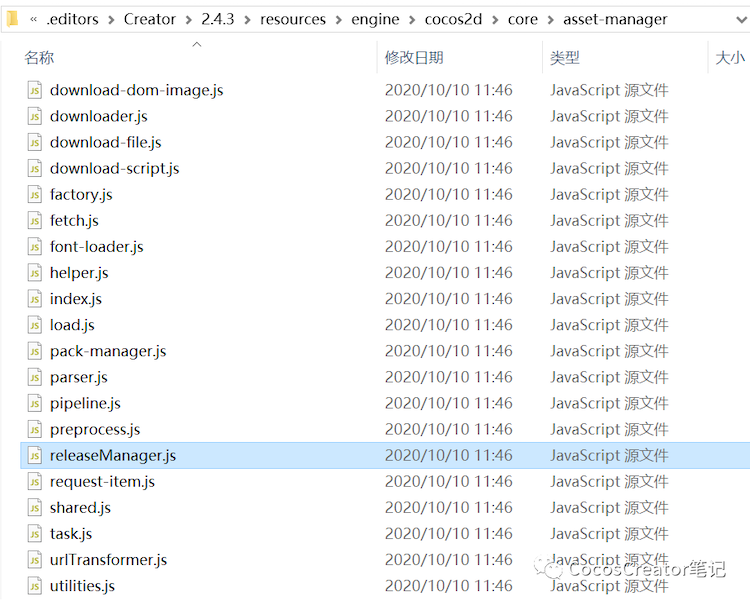 « .editors > Creator > 2.4.3 > resources > engine > cocos2d > core > asset-manager
名称 修改日期 类型 大小
download-dom-image.js 2020/10/10 11:46 JavaScript 源文件
downloader.js 2020/10/10 11:46 JavaScript 源文件
download-file.js 2020/10/10 11:46 JavaScript 源文件
download-script.js 2020/10/10 11:46 JavaScript 源文件
factory.js 2020/10/10 11:46 JavaScript 源文件
fetch.js 2020/10/10 11:46 JavaScript 源文件
font-loader.js 2020/10/10 11:46 JavaScript 源文件
helper.js 2020/10/10 11:46 JavaScript 源文件
index.js 2020/10/10 11:46 JavaScript 源文件
load.js 2020/10/10 11:46 JavaScript 源文件
pack-manager.js 2020/10/10 11:46 JavaScript 源文件
parser.js 2020/10/10 11:46 JavaScript 源文件
pipeline.js 2020/10/10 11:46 JavaScript 源文件
preprocess.js 2020/10/10 11:46 JavaScript 源文件
releaseManager.js 2020/10/10 11:46 JavaScript 源文件
request-item.js 2020/10/10 11:46 JavaScript 源文件
shared.js 2020/10/10 11:46 JavaScript 源文件
task.js 2020/10/10 11:46 JavaScript 源文件
urlTransformer.js 2020/10/10 11:46 JavaScript 源文件
CocosCreator笔记
utilities.js 2020/10/10 11:46 JavaScript 源文件